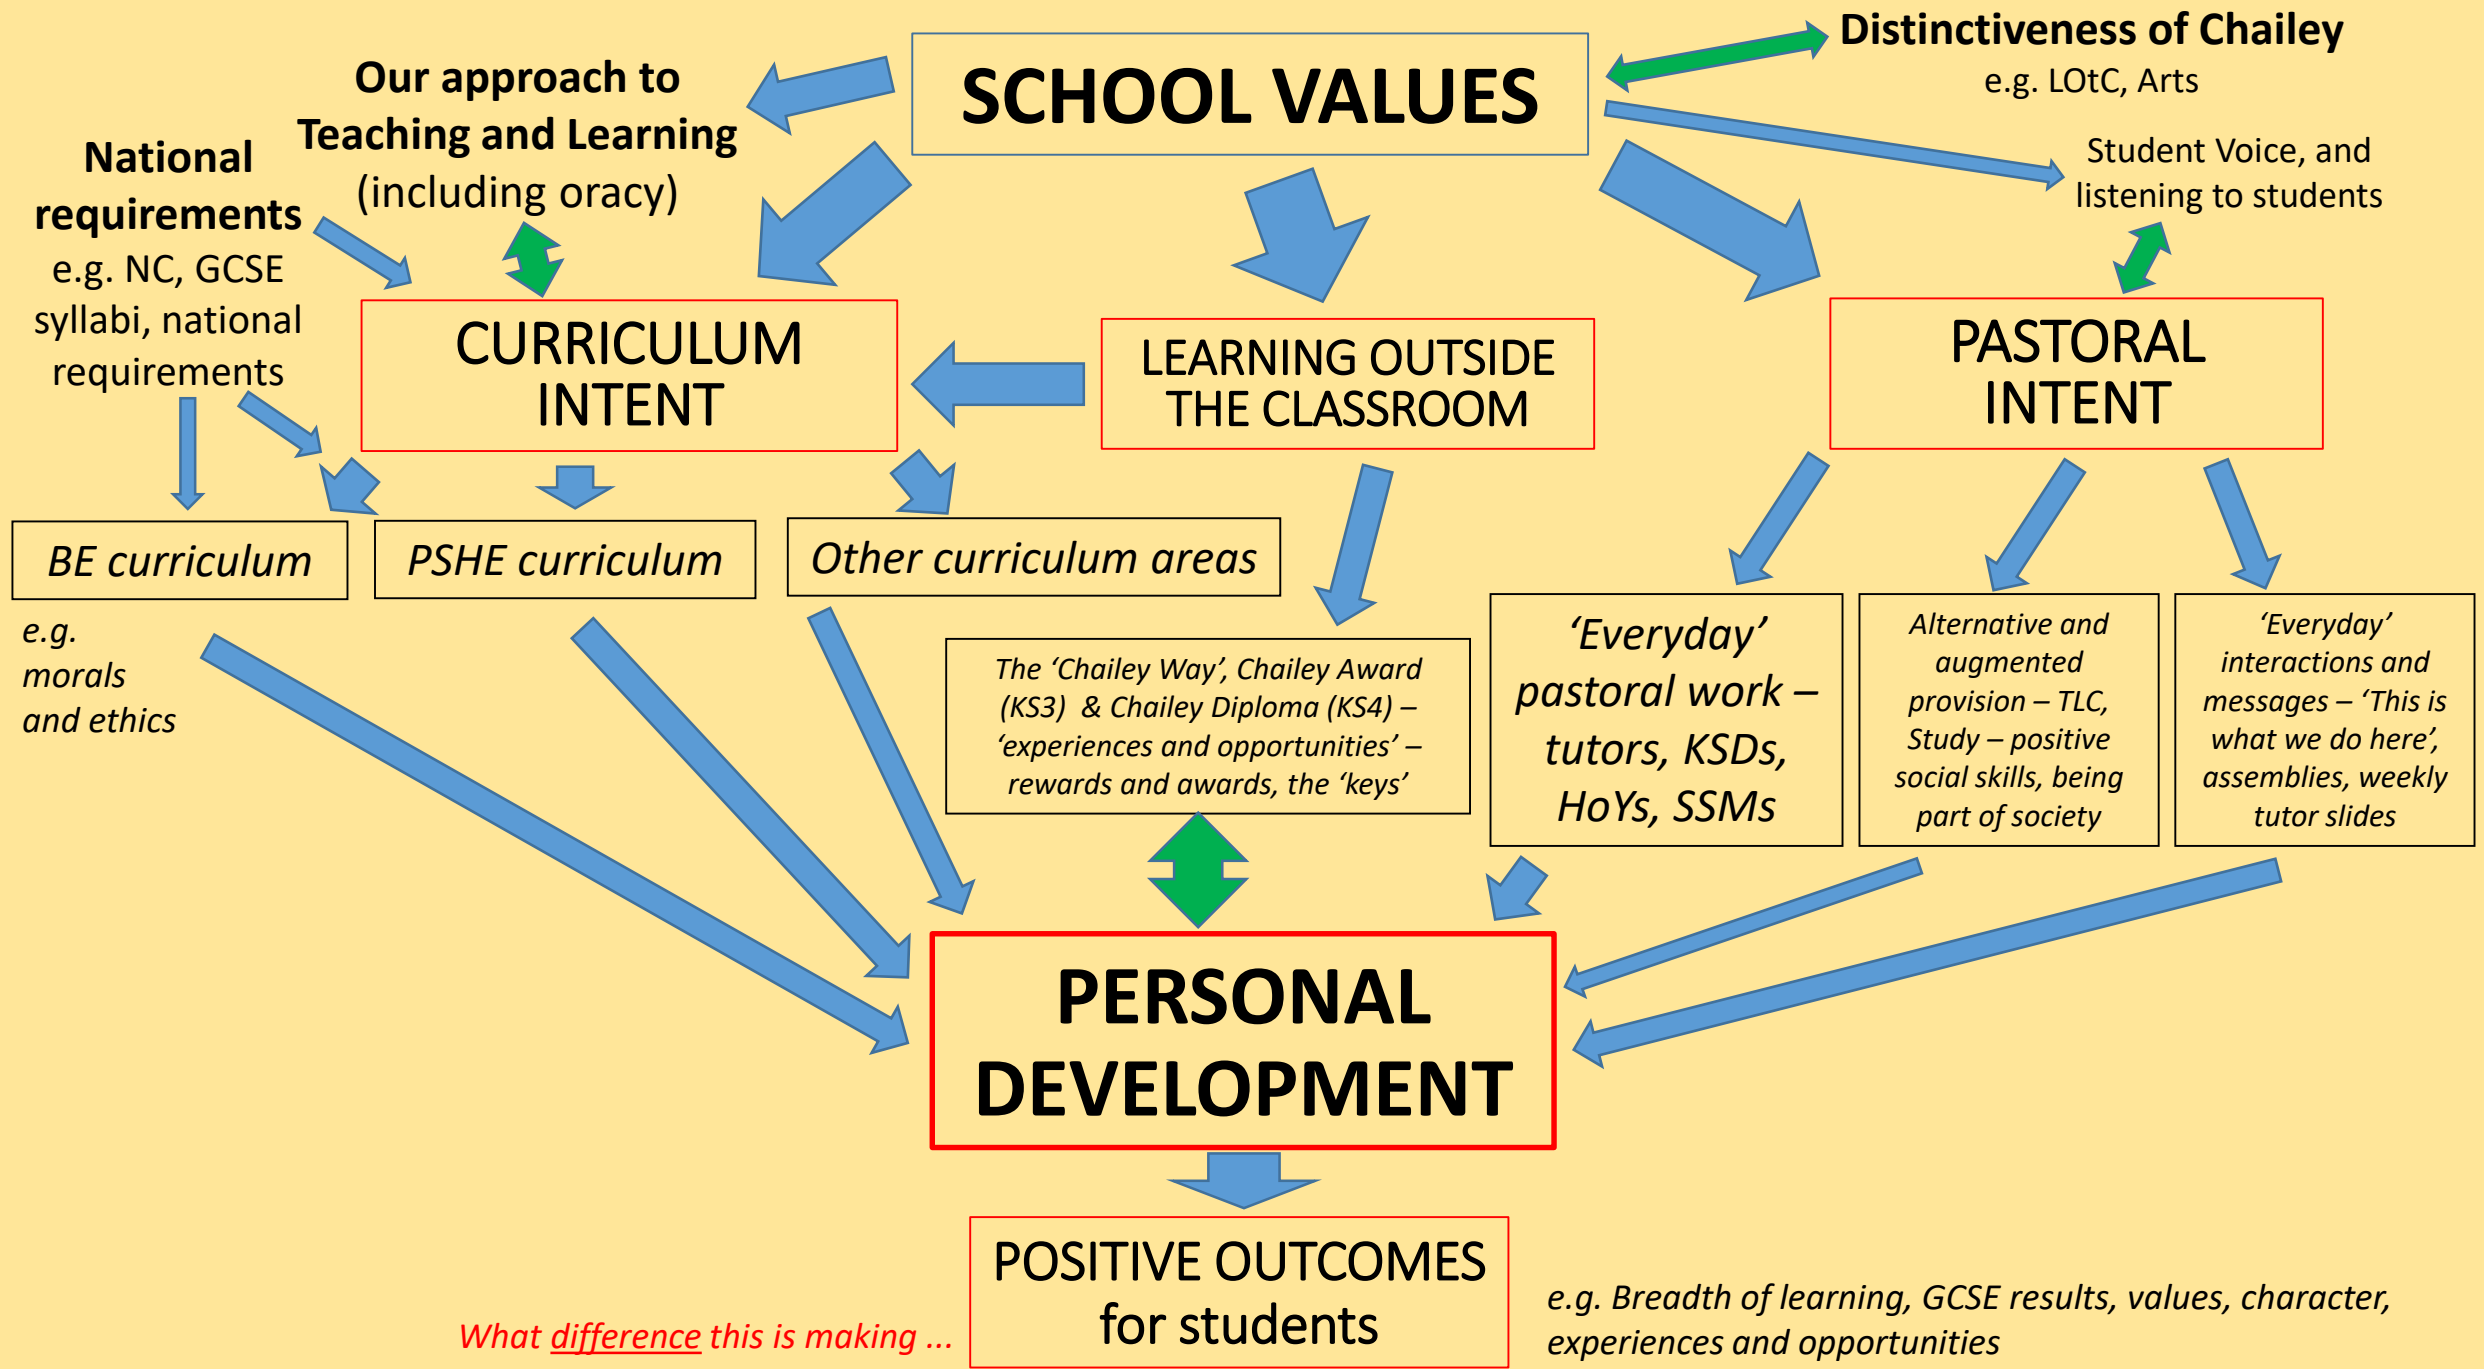 SCHOOL VALUES
Distinctiveness of Chailey
e.g. LOtC, Arts
Our approach to
Teaching and Learning
(including oracy)
National
requirements
e.g. NC, GCSE
syllabi, national
requirements
Student Voice, and
listening to students
CURRICULUM
INTENT
LEARNING OUTSIDE
THE CLASSROOM
PASTORAL
INTENT
BE curriculum
PSHE curriculum
Other curriculum areas
e.g.
morals
and ethics
The ‘Chailey Way’, Chailey Award
(KS3) & Chailey Diploma (KS4) –
‘experiences and opportunities’ –
rewards and awards, the ‘keys’
‘Everyday’
pastoral work –
tutors, KSDs,
HoYs, SSMs
Alternative and
augmented
provision – TLC,
Study – positive
social skills, being
part of society
‘Everyday’
interactions and
messages – ‘This is
what we do here’,
assemblies, weekly
tutor slides
PERSONAL
DEVELOPMENT
POSITIVE OUTCOMES
for students
What difference this is making ...
e.g. Breadth of learning, GCSE results, values, character,
experiences and opportunities